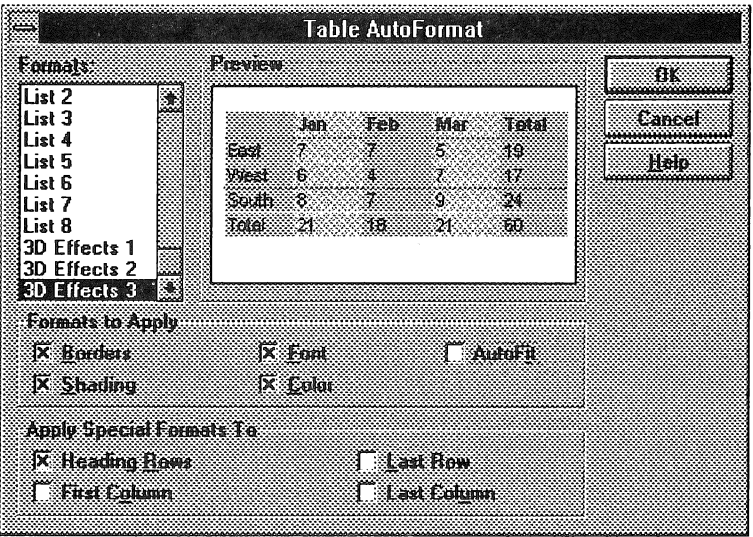 Table AutoFormat
Formats:
List 2
List 3
List 4
List 5
List 6
List 7
List 8
3D Effects 1
3D Effects 2
3D Effects 3
Preview
Jan Feb Mar Total
East 7 7 5 19
West 6 4 7 17
South 8 7 9 24
Total 21 18 21 60
OK
Cancel
Help
Formats to Apply
Borders Font AutoFit
Shading Color
Apply Special Formats To
Heading Rows Last Row
First Column Last Column